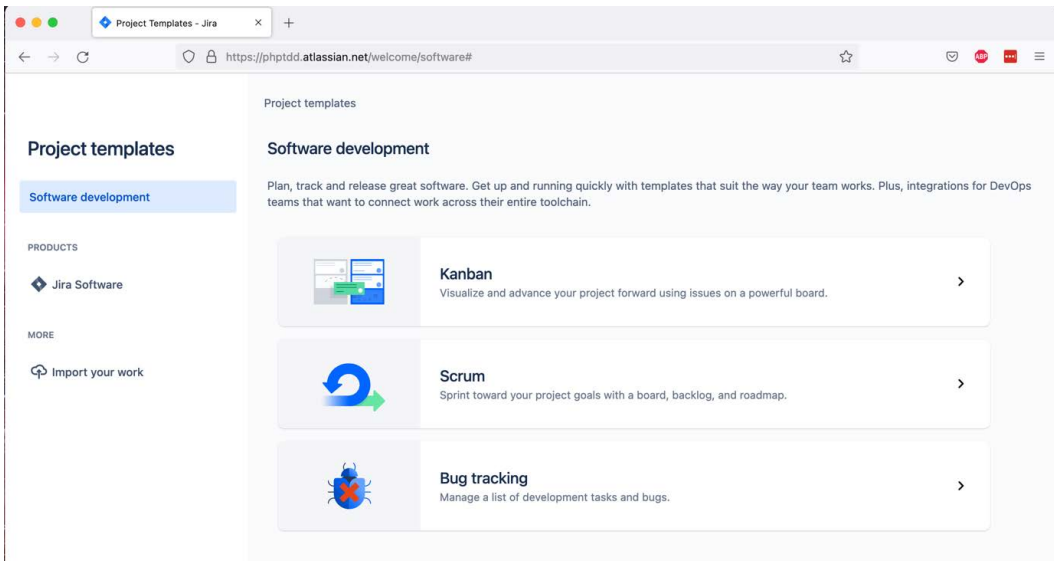 Project Templates - Jira
https://phptdd.atlassian.net/welcome/software#
ABP
Project templates
Project templates
Software development
PRODUCTS
Jira Software
MORE
Import your work
Software development
Plan, track and release great software. Get up and running quickly with templates that suit the way your team works. Plus, integrations for DevOps
teams that want to connect work across their entire toolchain.
Kanban
Visualize and advance your project forward using issues on a powerful board.
Scrum
Sprint toward your project goals with a board, backlog, and roadmap.
Bug tracking
Manage a list of development tasks and bugs.